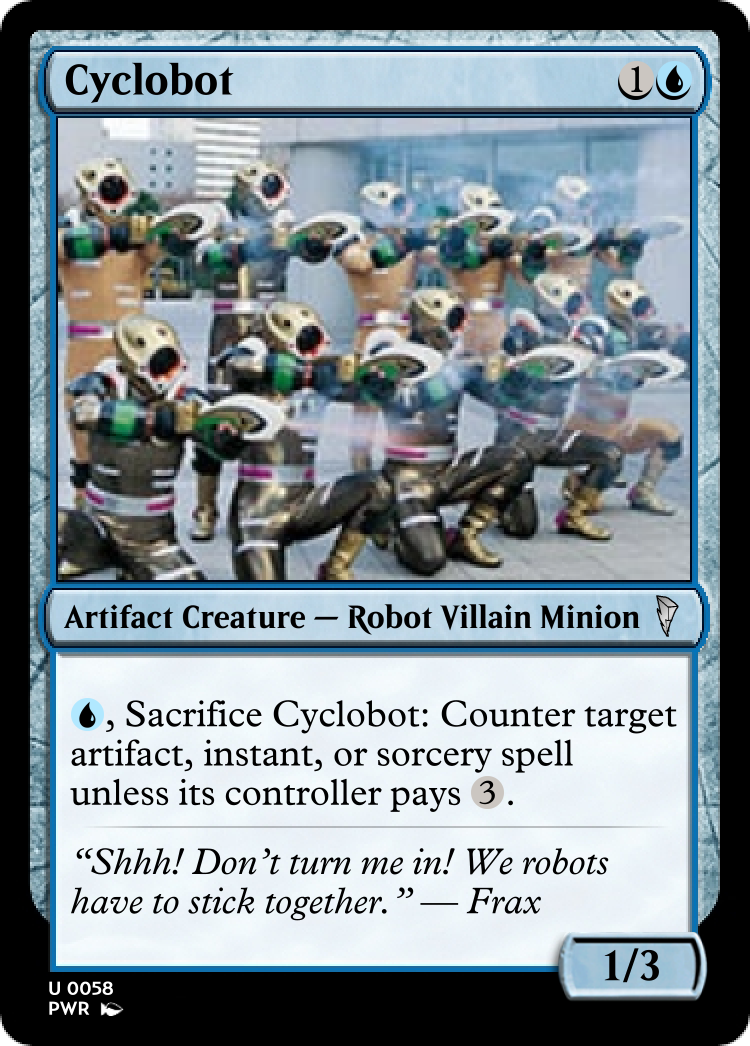 Cyclobot 1
Artifact Creature — Robot Villain Minion
, Sacrifice Cyclobot: Counter target
artifact, instant, or sorcery spell
unless its controller pays 3.
“Shhh! Don’t turn me in! We robots
have to stick together.” — Frax
1/3
U 0058
PWR